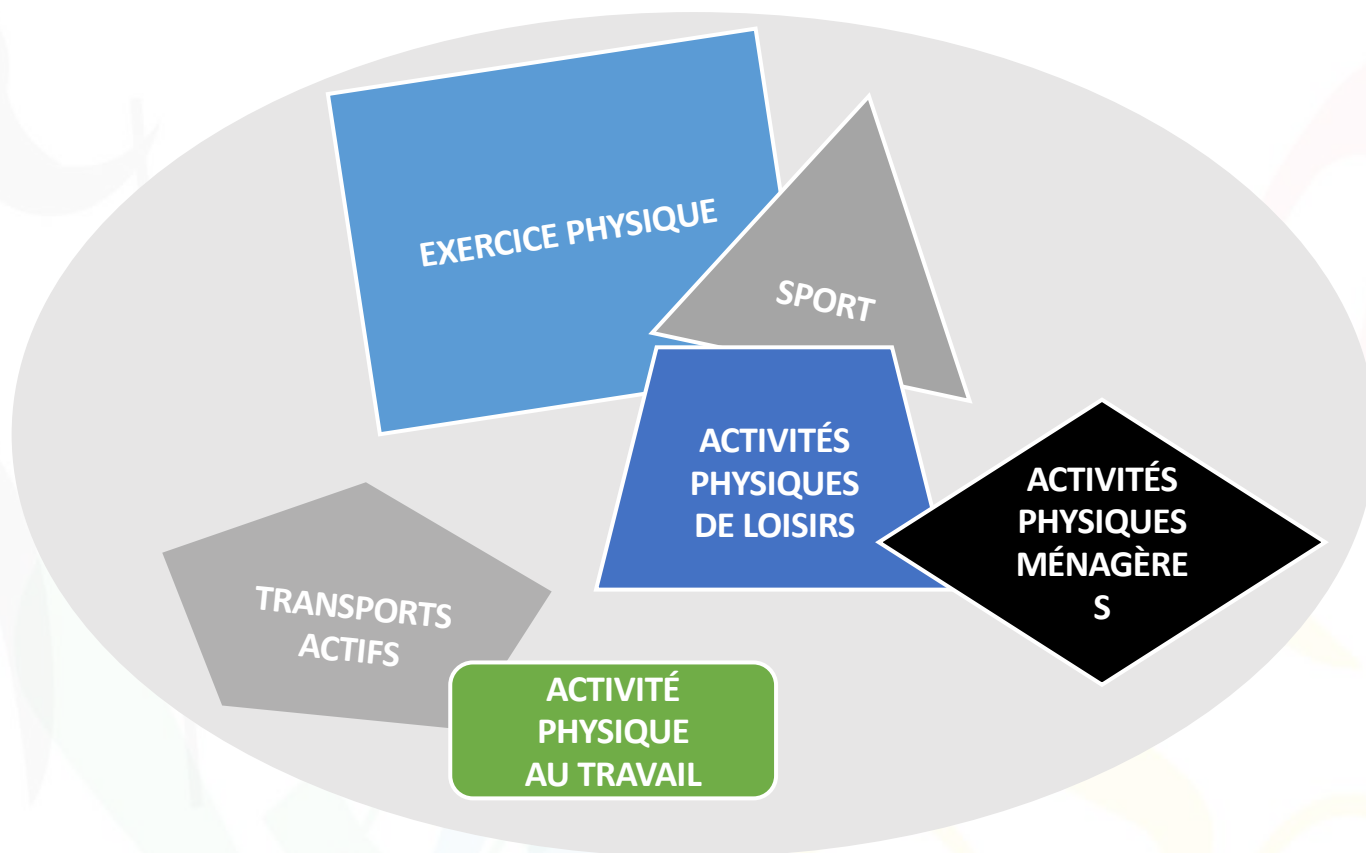 EXERCICE PHYSIQUE
SPORT
ACTIVITÉS
PHYSIQUES
DE LOISIRS
ACTIVITÉS
PHYSIQUES
MÉNAGÈRE
S
TRANSPORTS
ACTIFS
ACTIVITÉ
PHYSIQUE
AU TRAVAIL